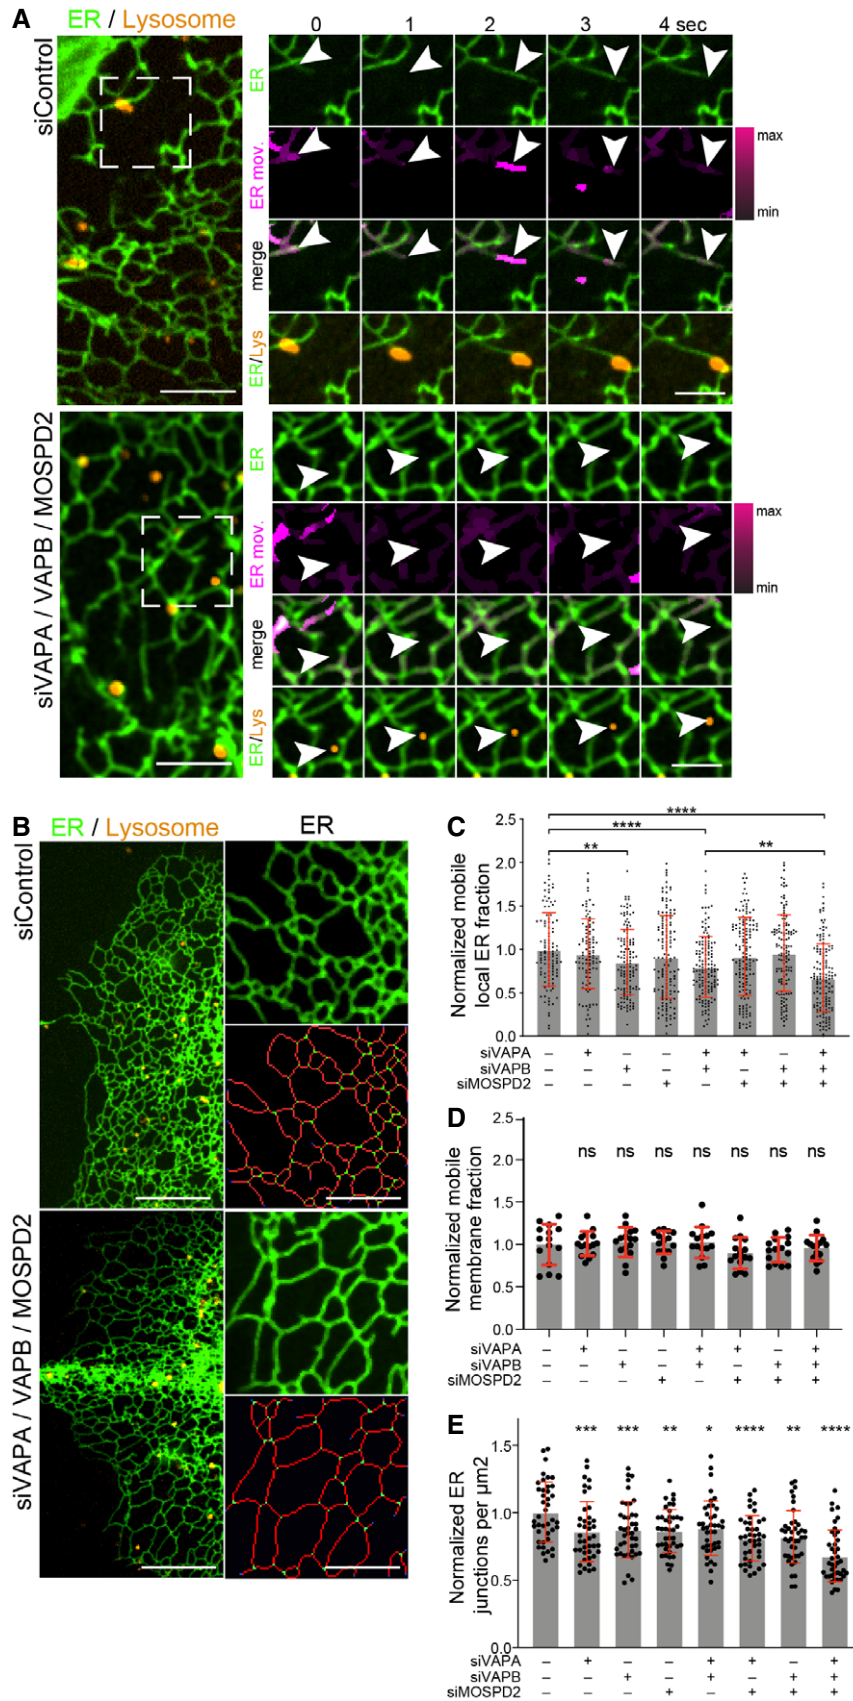 A
ER / Lysosome
0 1 2 3 4 sec
siControl
ER
ER mov.
max
min
merge
ER/Lys
siVAPA / VAPB / MOSPD2
ER
ER mov.
max
min
merge
ER/Lys
B
ER / Lysosome
ER
siControl
siVAPA / VAPB / MOSPD2
C
Normalized mobile
local ER fraction
2.5
2.0
1.5
1.0
0.5
0.0
****
****
** **
siVAPA – + – – + + – +
siVAPB – – + – + – + +
siMOSPD2 – – – + – + + +
D
Normalized mobile
membrane fraction
2.5
2.0
1.5
1.0
0.5
0.0
ns ns ns ns ns ns ns
siVAPA – + – – + + – +
siVAPB – – + – + – + +
siMOSPD2 – – – + – + + +
E
Normalized ER
junctions per µm2
1.5
1.0
0.5
0.0
*** *** ** * **** ** ****
siVAPA – + – – + + – +
siVAPB – – + – + – + +
siMOSPD2 – – – + – + + +